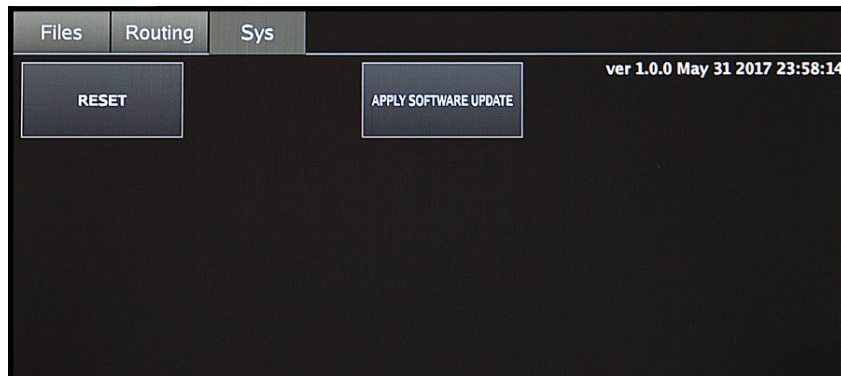 Files Routing Sys
ver 1.0.0 May 31 2017 23:58:14
RESET APPLY SOFTWARE UPDATE